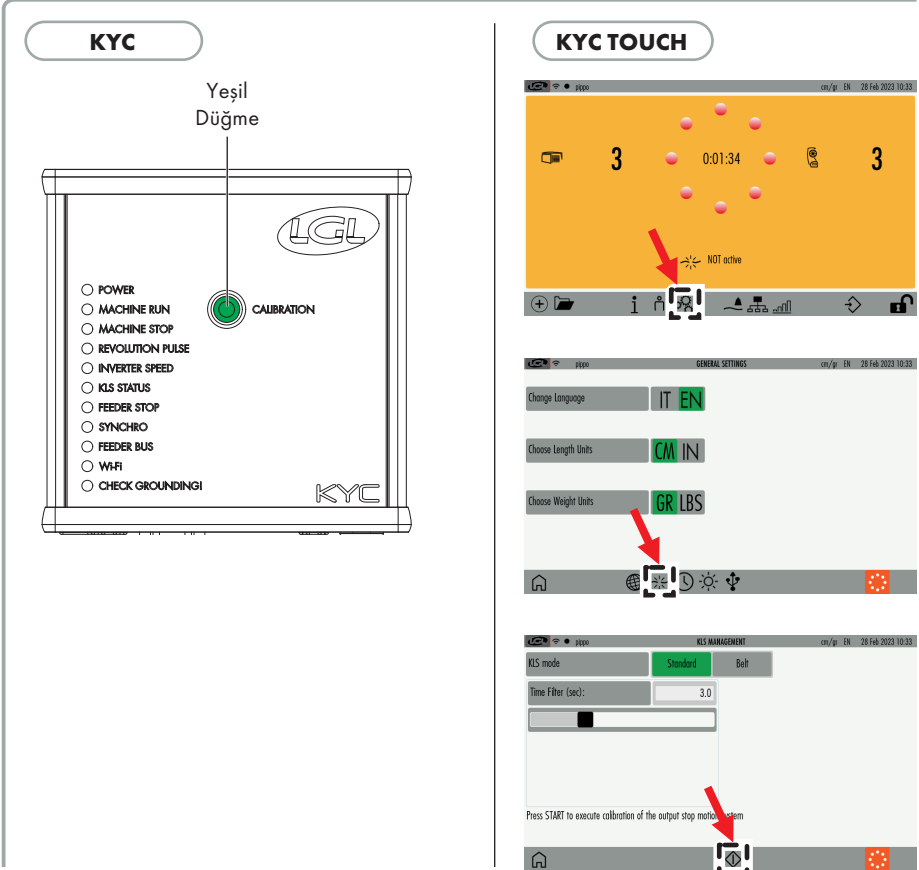 KYC
Yeşil
Düğme
LGL
POWER
MACHINE RUN
MACHINE STOP
REVOLUTION PULSE
INVERTER SPEED
KLS STATUS
FEEDER STOP
SYNCHRO
FEEDER BUS
Wi-Fi
CHECK GROUNDING!
CALIBRATION
KYC
KYC TOUCH
LGL pippo cm/gr EN 28 Feb 2023 10:33
3 0:01:34 3
NOT active
LGL pippo GENERAL SETTINGS cm/gr EN 28 Feb 2023 10:33
Change Language IT EN
Choose Length Units CM IN
Choose Weight Units GR LBS
LGL pippo KLS MANAGEMENT cm/gr EN 28 Feb 2023 10:33
KLS mode Standard Belt
Time Filter (sec): 3.0
Press START to execute calibration of the output stop motion system